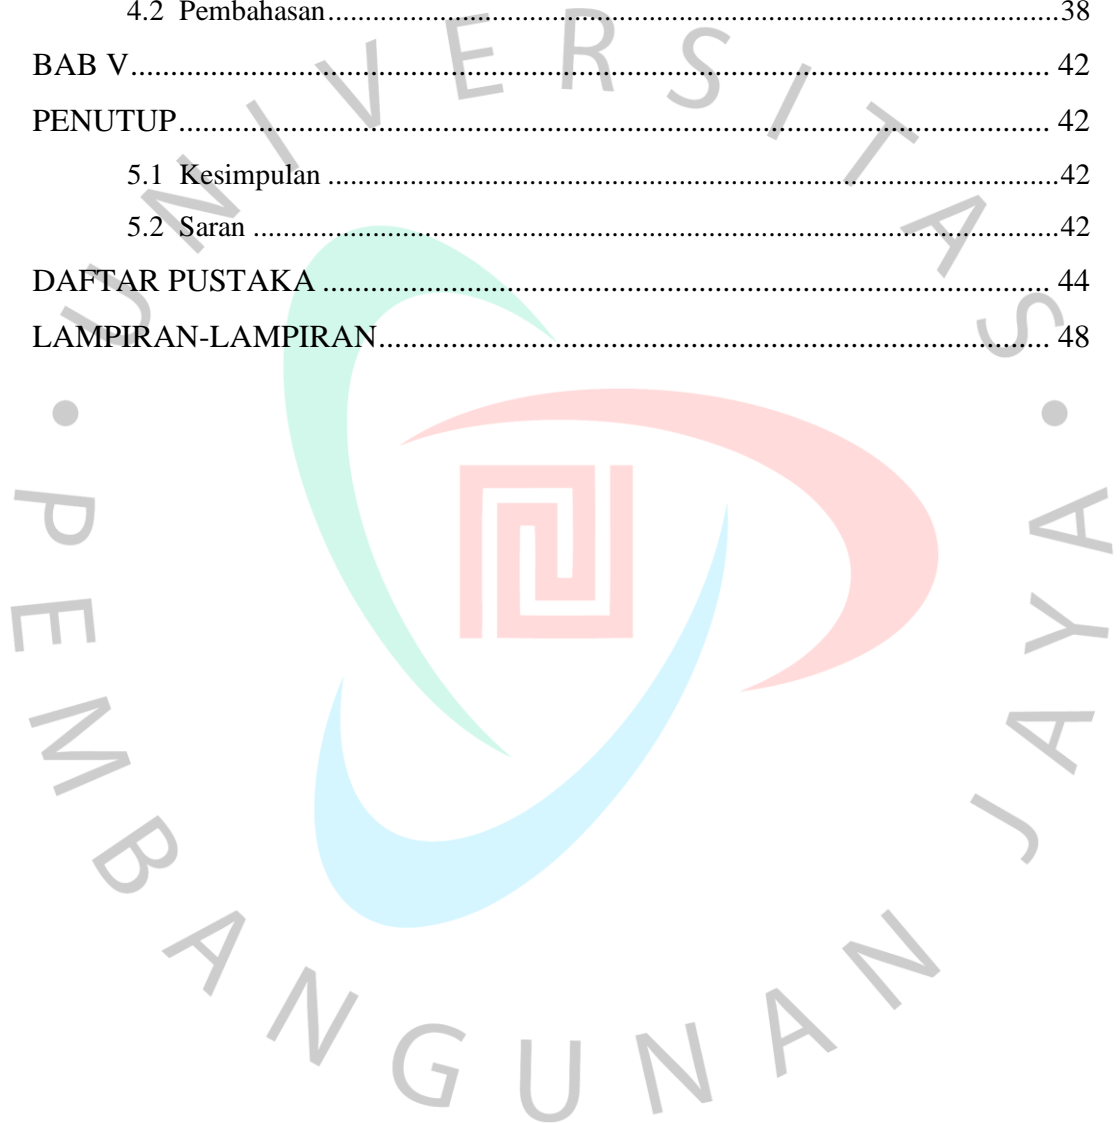 4.2 Pembahasan....................................................................................................38
BAB V.................................................................................................................... 42
PENUTUP.............................................................................................................. 42
5.1 Kesimpulan ....................................................................................................42
5.2 Saran ..............................................................................................................42
DAFTAR PUSTAKA ........................................................................................... 44
LAMPIRAN-LAMPIRAN.................................................................................... 48
UNIVERSITAS • PEMBANGUNAN JAYA •